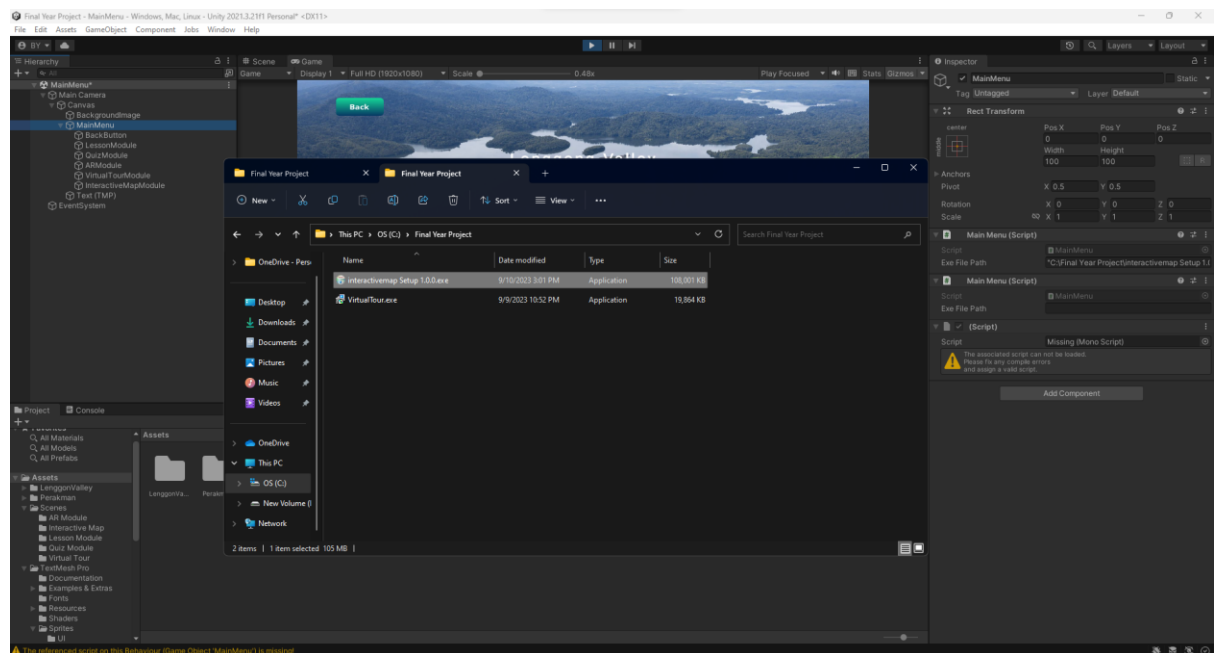 Final Year Project - MainMenu - Windows, Mac, Linux - Unity 2021.3.21f1 Personal* <DX11>
File Edit Assets GameObject Component Jobs Window Help
BY
Layers
Layout
Hierarchy
Scene
Game
Inspector
All
Game
Display 1
Full HD (1920x1080)
Scale
0.48x
Play Focused
Stats
Gizmos
MainMenu*
Main Camera
Canvas
BackgroundImage
MainMenu
BackButton
LessonModule
QuizModule
ARModule
VirtualTourModule
InteractiveMapModule
Text (TMP)
EventSystem
Back
Lenggong Valley
MainMenu
Static
Tag Untagged
Layer Default
Rect Transform
center
middle
Pos X
Pos Y
Pos Z
0
0
0
Width
Height
100
100
R
Anchors
Pivot
X 0.5
Y 0.5
Rotation
X 0
Y 0
Z 0
Scale
X 1
Y 1
Z 1
Main Menu (Script)
Script
MainMenu
Exe File Path
"C:\Final Year Project\interactivemap Setup 1.
Main Menu (Script)
Script
MainMenu
Exe File Path
(Script)
Script
Missing (Mono Script)
The associated script can not be loaded.
Please fix any compile errors
and assign a valid script.
Add Component
Final Year Project
Final Year Project
New
Sort
View
This PC
OS (C:)
Final Year Project
Search Final Year Project
Name
Date modified
Type
Size
interactivemap Setup 1.0.0.exe
9/10/2023 3:01 PM
Application
108,001 KB
VirtualTour.exe
9/9/2023 10:52 PM
Application
19,864 KB
OneDrive - Pers
Desktop
Downloads
Documents
Pictures
Music
Videos
OneDrive
This PC
OS (C:)
New Volume (
Network
2 items | 1 item selected 105 MB |
Project
Console
All Materials
All Models
All Prefabs
Assets
LenggonValley
Perakman
Scenes
AR Module
Interactive Map
Lesson Module
Quiz Module
Virtual Tour
TextMesh Pro
Documentation
Examples & Extras
Fonts
Resources
Shaders
Sprites
UI
Assets
LenggonVa...
The referenced script on this Behaviour (Game Object 'MainMenu') is missing!